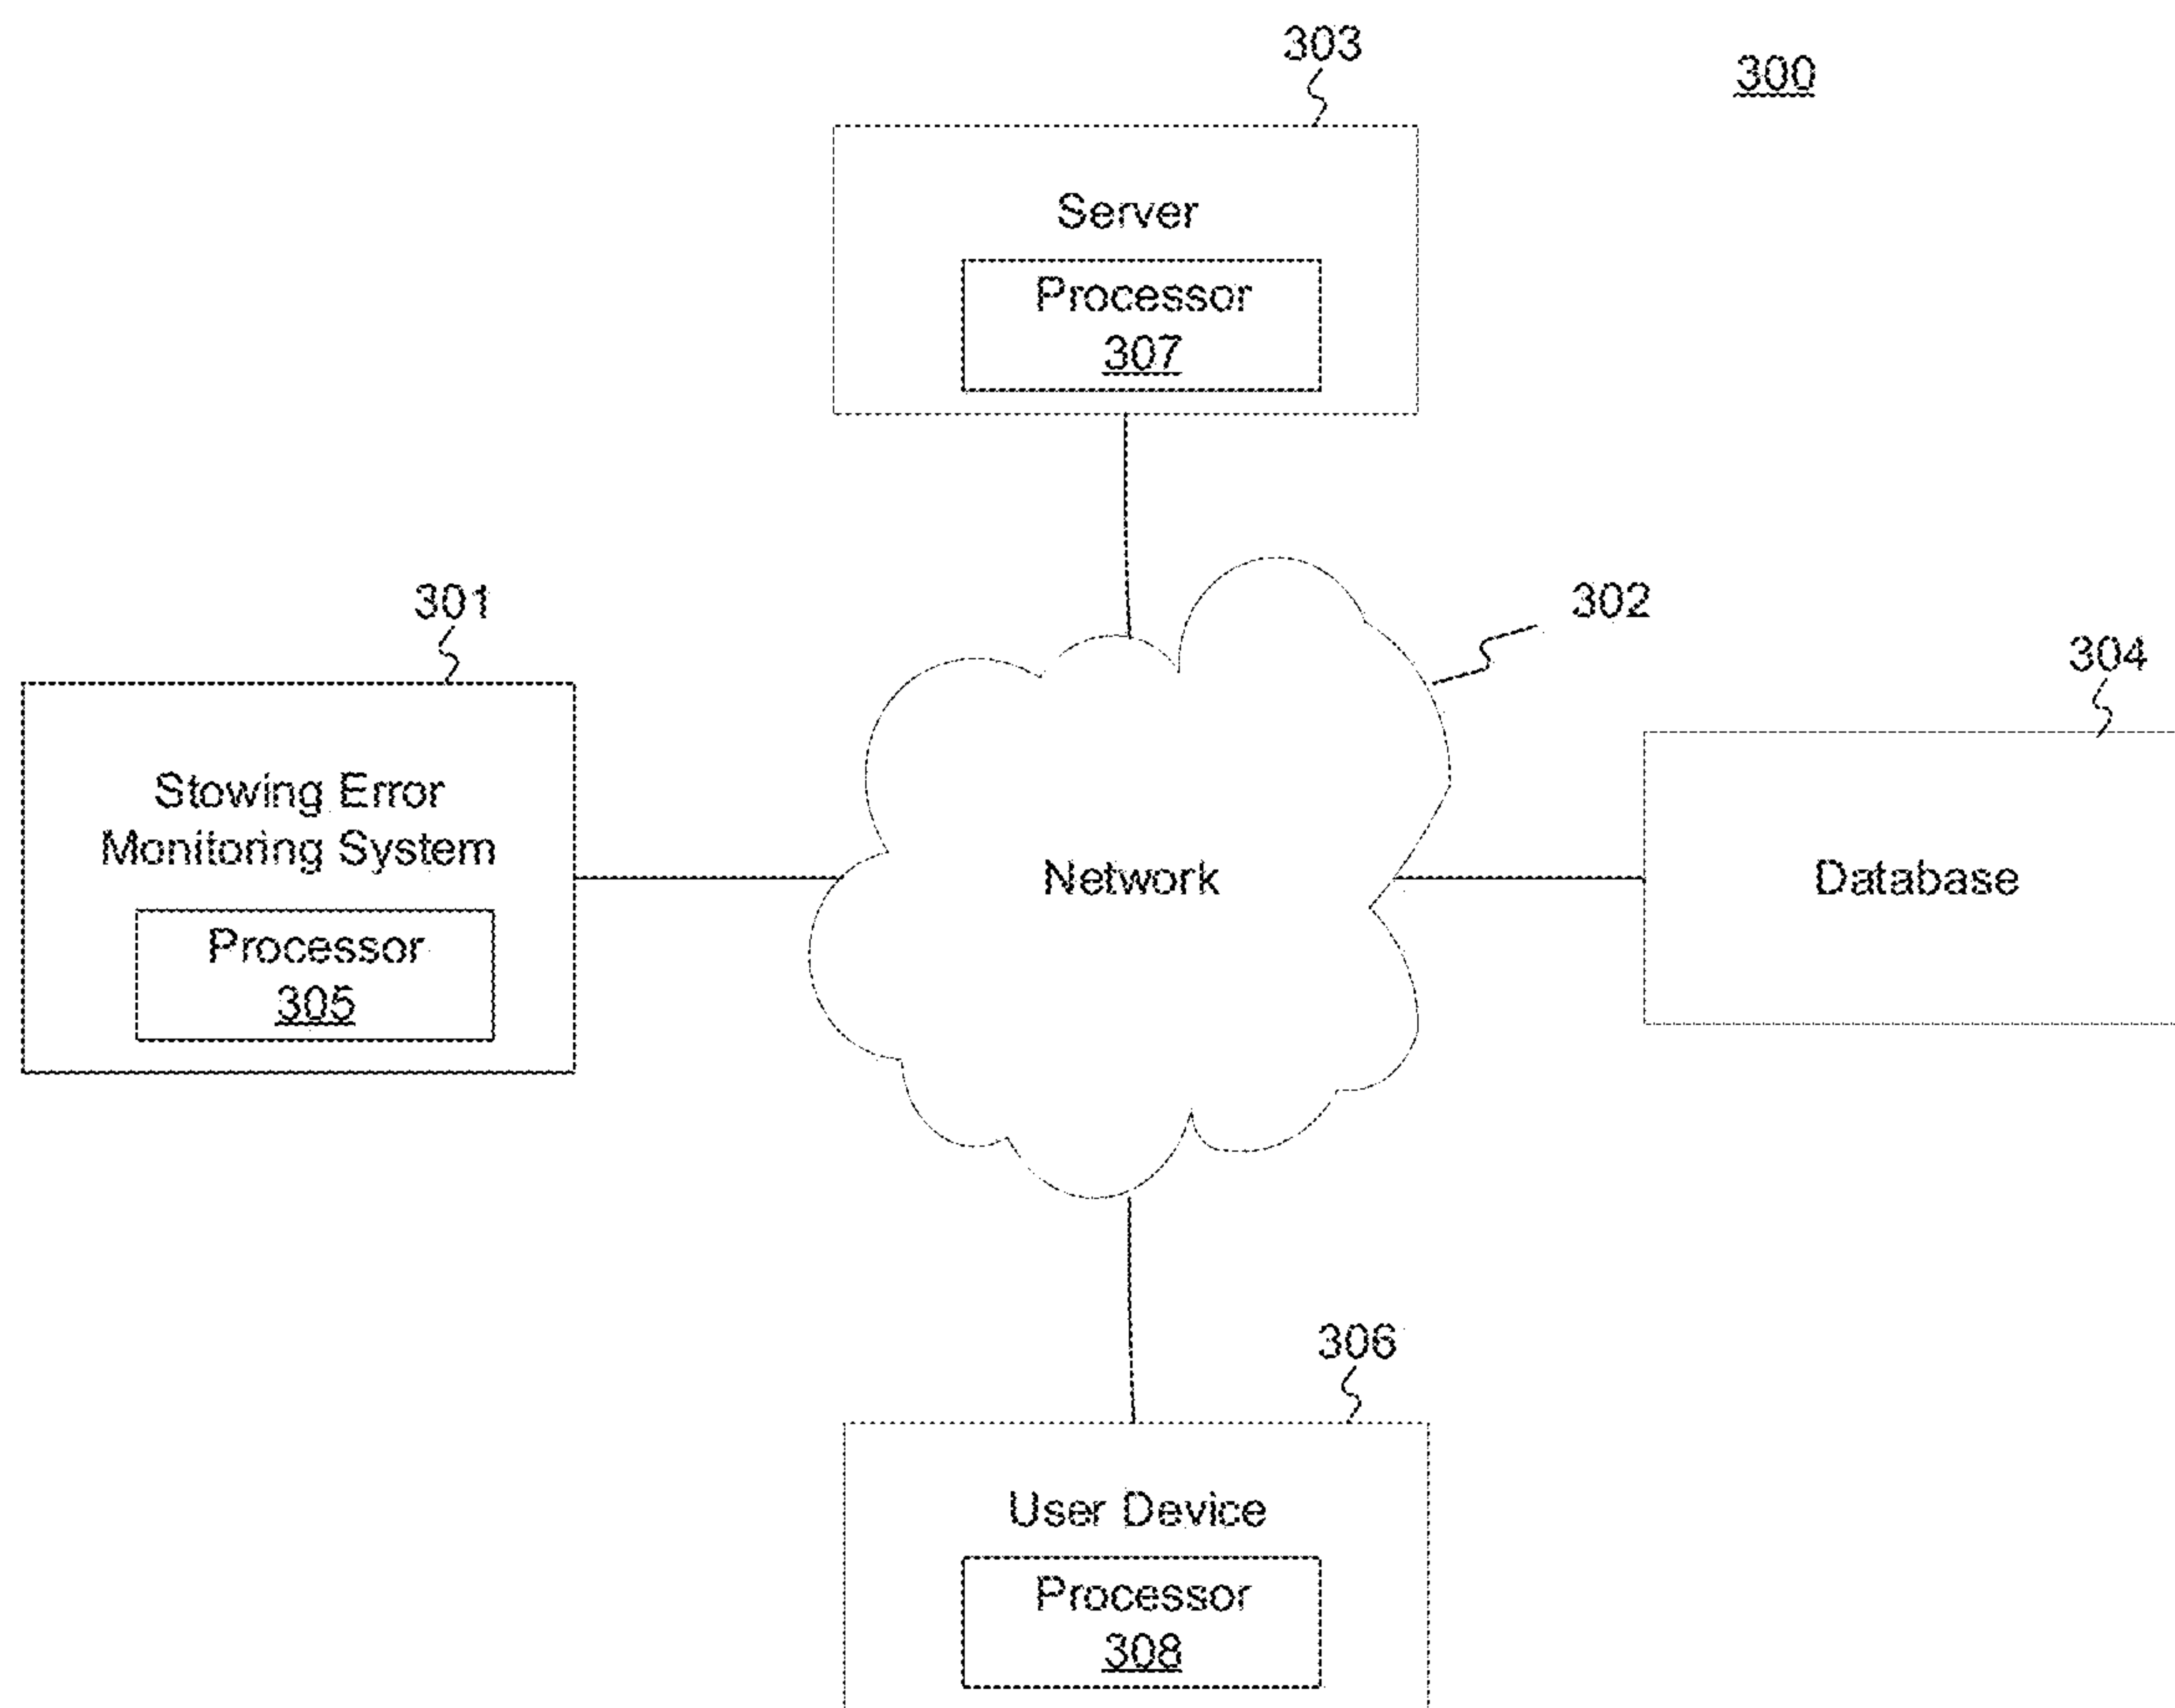 303
300
Server
Processor
307
301
302
304
Stowing Error
Monitoring System
Processor
305
Network
Database
306
User Device
Processor
308